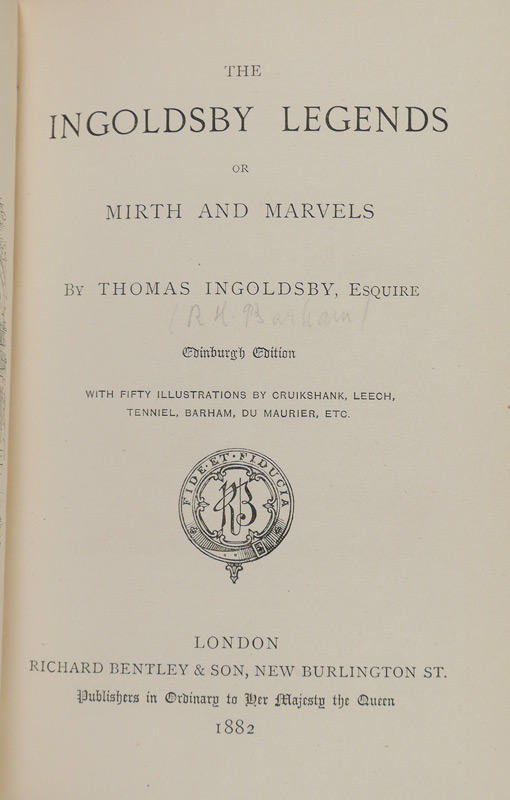 THE
INGOLDSBY LEGENDS
OR
MIRTH AND MARVELS
BY THOMAS INGOLDSBY, ESQUIRE
(R H. Barham)
Edinburgh Edition
WITH FIFTY ILLUSTRATIONS BY CRUIKSHANK, LEECH,
TENNIEL, BARHAM, DU MAURIER, ETC.
FIDE·ET·FIDUCIA
RB
LONDON
RICHARD BENTLEY & SON, NEW BURLINGTON ST.
Publishers in Ordinary to Her Majesty the Queen
1882